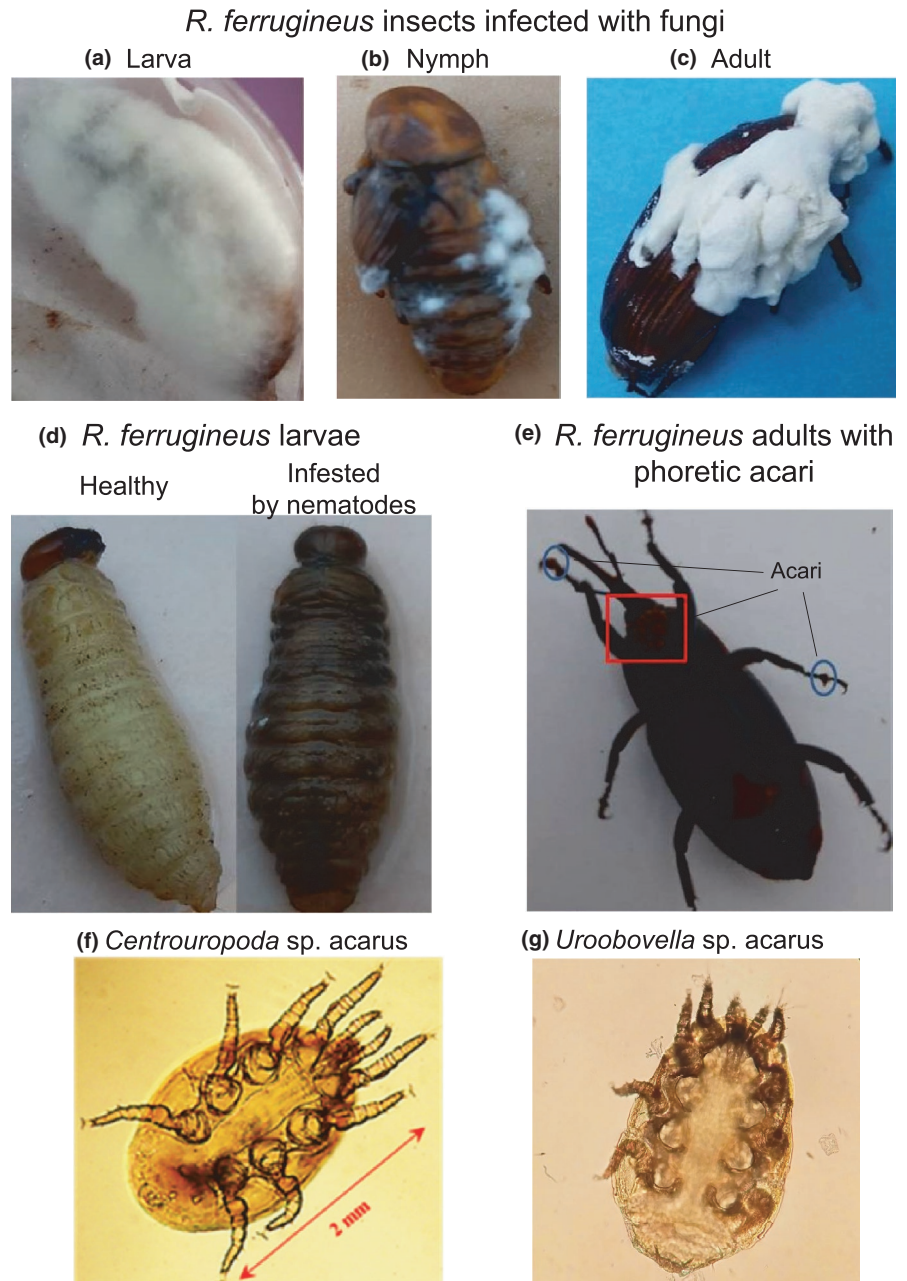 R. ferrugineus insects infected with fungi
(a) Larva
(b) Nymph
(c) Adult
(d) R. ferrugineus larvae
Healthy
Infested
by nematodes
(e) R. ferrugineus adults with
phoretic acari
Acari
(f) Centrouropoda sp. acarus
2 mm
(g) Uroobovella sp. acarus